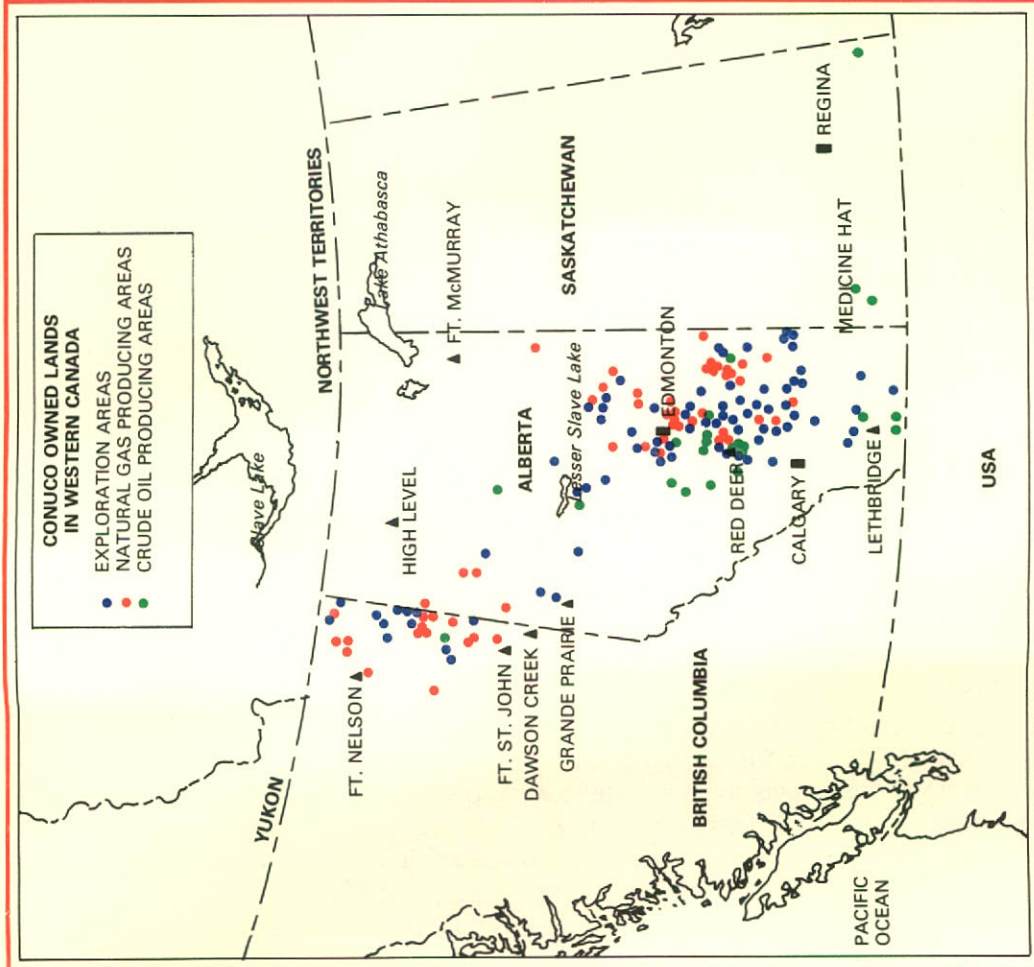 CONUCO OWNED LANDS
IN WESTERN CANADA
EXPLORATION AREAS
NATURAL GAS PRODUCING AREAS
CRUDE OIL PRODUCING AREAS
YUKON
NORTHWEST TERRITORIES
Slave Lake
Lake Athabasca
FT. NELSON
HIGH LEVEL
FT. McMURRAY
FT. ST. JOHN
DAWSON CREEK
GRANDE PRAIRIE
ALBERTA
Lesser Slave Lake
SASKATCHEWAN
BRITISH COLUMBIA
EDMONTON
RED DEER
CALGARY
LETHBRIDGE
MEDICINE HAT
REGINA
PACIFIC
OCEAN
USA